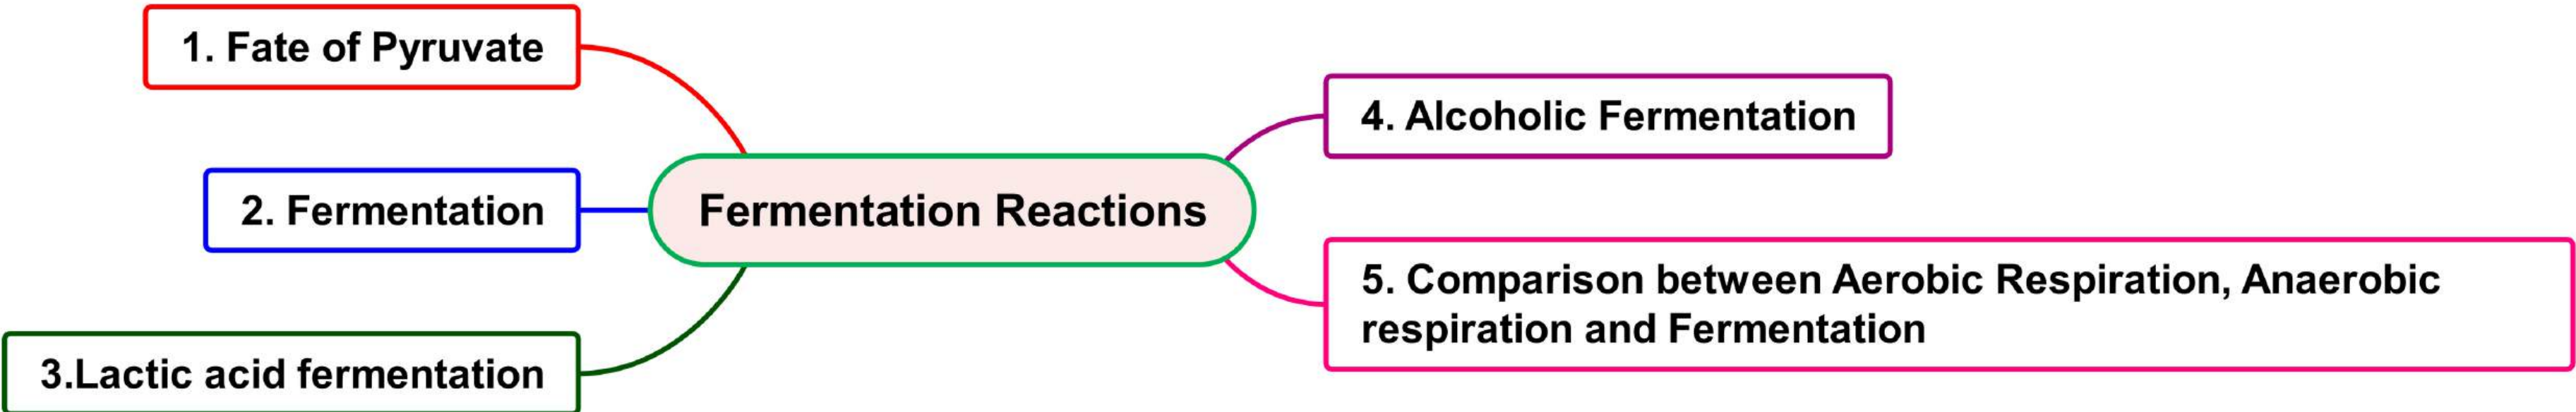 1. Fate of Pyruvate
2. Fermentation
3.Lactic acid fermentation
Fermentation Reactions
4. Alcoholic Fermentation
5. Comparison between Aerobic Respiration, Anaerobic
respiration and Fermentation